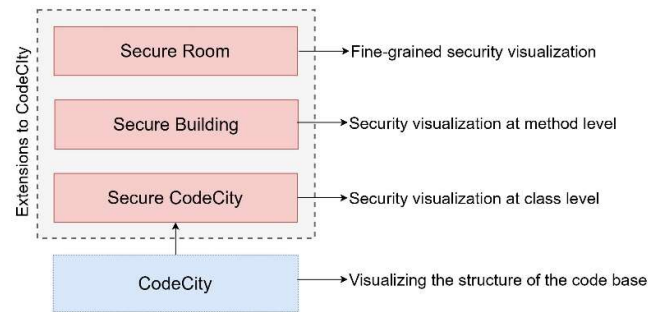 Extensions to CodeCIty
Secure Room
Fine-grained security visualization
Secure Building
Security visualization at method level
Secure CodeCity
Security visualization at class level
CodeCity
Visualizing the structure of the code base